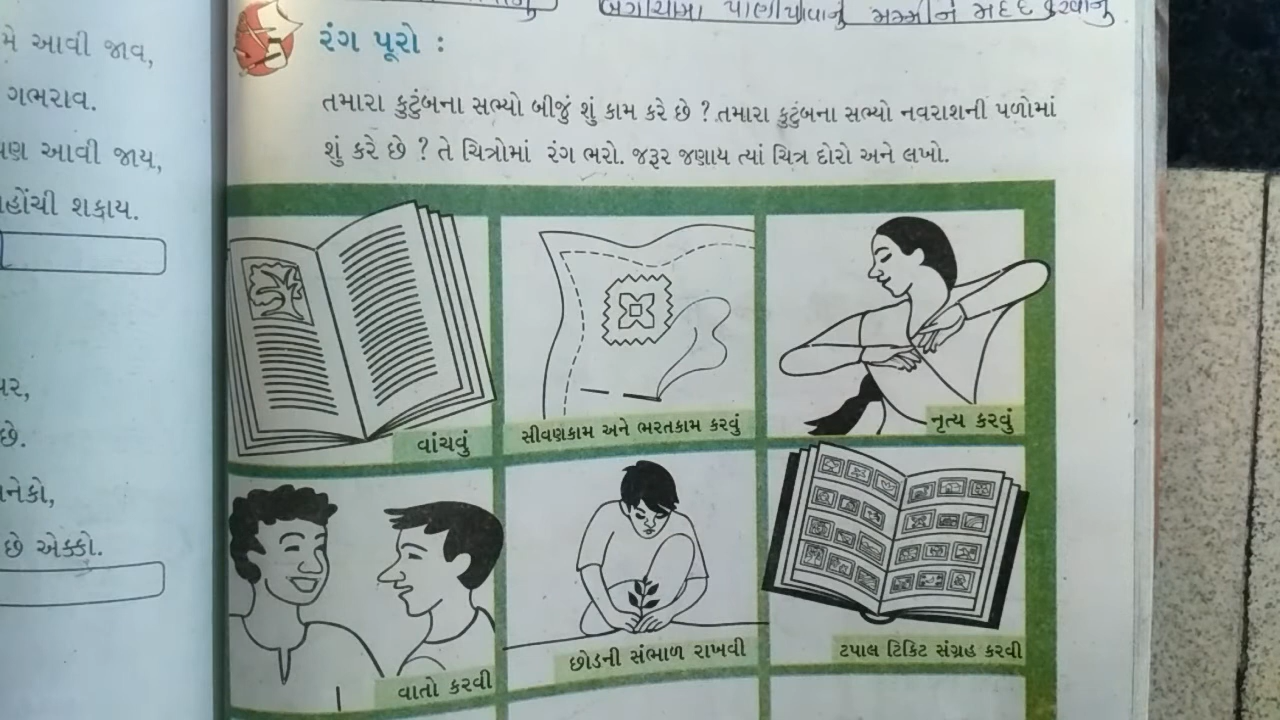 બગીચામાં પાણી પાવાનું મમ્મીને મદદ કરવાનું
મે આવી જાવ,
ગભરાવ.
પણ આવી જાય,
હોંચી શકાય.
છે.
નેકો,
છે એક્કો.
રંગ પૂરો :
તમારા કુટુંબના સભ્યો બીજું શું કામ કરે છે ? તમારા કુટુંબના સભ્યો નવરાશની પળોમાં
શું કરે છે ? તે ચિત્રોમાં રંગ ભરો. જરૂર જણાય ત્યાં ચિત્ર દોરો અને લખો.
વાંચવું
સીવણકામ અને ભરતકામ કરવું
નૃત્ય કરવું
વાતો કરવી
છોડની સંભાળ રાખવી
ટપાલ ટિકિટ સંગ્રહ કરવી